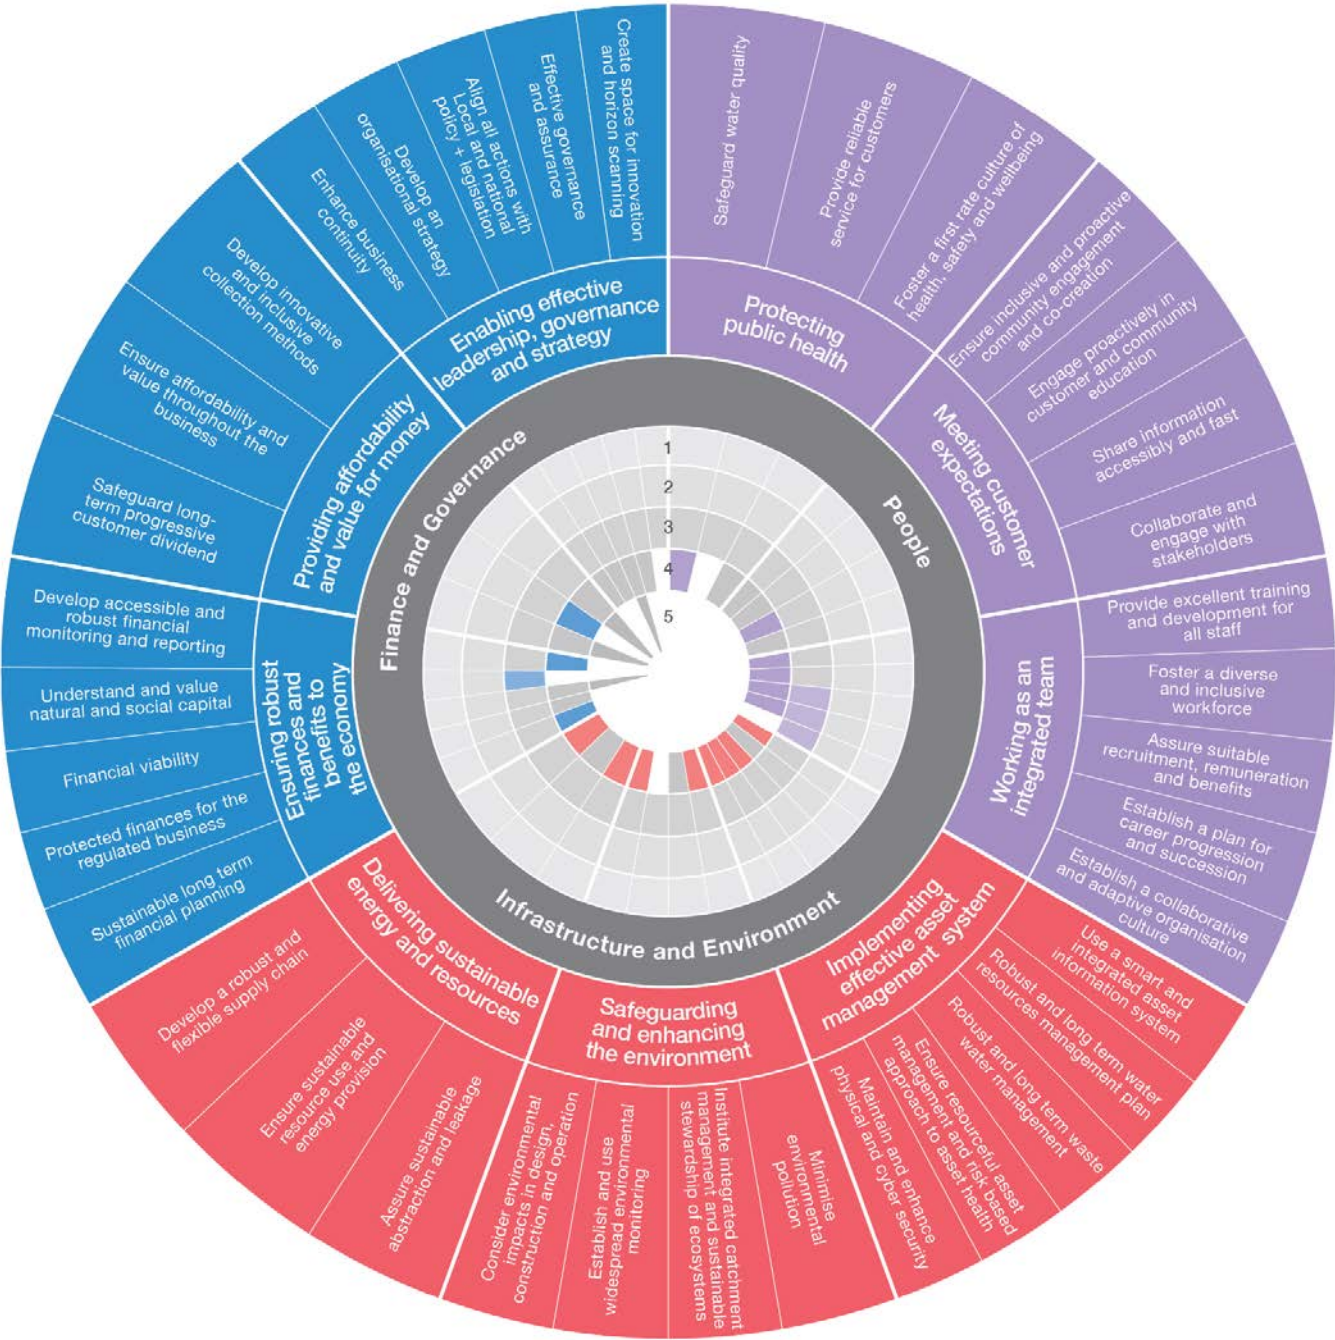 Create space for innovation
and horizon scanning
Effective governance
and assurance
Align all actions with
Local and national
policy + legislation
Develop an
organisational strategy
Enhance business
continuity
Enabling effective
leadership, governance
and strategy
Safeguard water quality
Provide reliable
service for customers
Foster a first rate culture of
health, safety and wellbeing
Protecting
public health
Ensure inclusive and proactive
community engagement
and co-creation
Engage proactively in
customer and community
education
Share information
accessibly and fast
Collaborate and
engage with
stakeholders
Meeting customer
expectations
Provide excellent training
and development for
all staff
Foster a diverse
and inclusive
workforce
Assure suitable
recruitment, remuneration
and benefits
Establish a plan for
career progression
and succession
Establish a collaborative
and adaptive organisation
culture
Working as an
integrated team
Use a smart and
integrated asset
information system
Robust and long term water
resources management plan
Robust and long term waste
water management
Ensure resourceful asset
management and risk based
approach to asset health
Maintain and enhance
physical and cyber security
Implementing
effective asset
management system
Minimise
environmental
pollution
Institute integrated catchment
management and sustainable
stewardship of ecosystems
Establish and use
widespread environmental
monitoring
Consider environmental
impacts in design,
construction and operation
Safeguarding
and enhancing
the environment
Assure sustainable
abstraction and leakage
Ensure sustainable
resource use and
energy provision
Develop a robust and
flexible supply chain
Delivering sustainable
energy and resources
Sustainable long term
financial planning
Protected finances for the
regulated business
Financial viability
Understand and value
natural and social capital
Develop accessible and
robust financial
monitoring and reporting
Ensuring robust
finances and
benefits to
the economy
Safeguard long-
term progressive
customer dividend
Ensure affordability and
value throughout the
business
Develop innovative
and inclusive
collection methods
Providing affordability
and value for money
Finance and Governance
People
Infrastructure and Environment
1
2
3
4
5